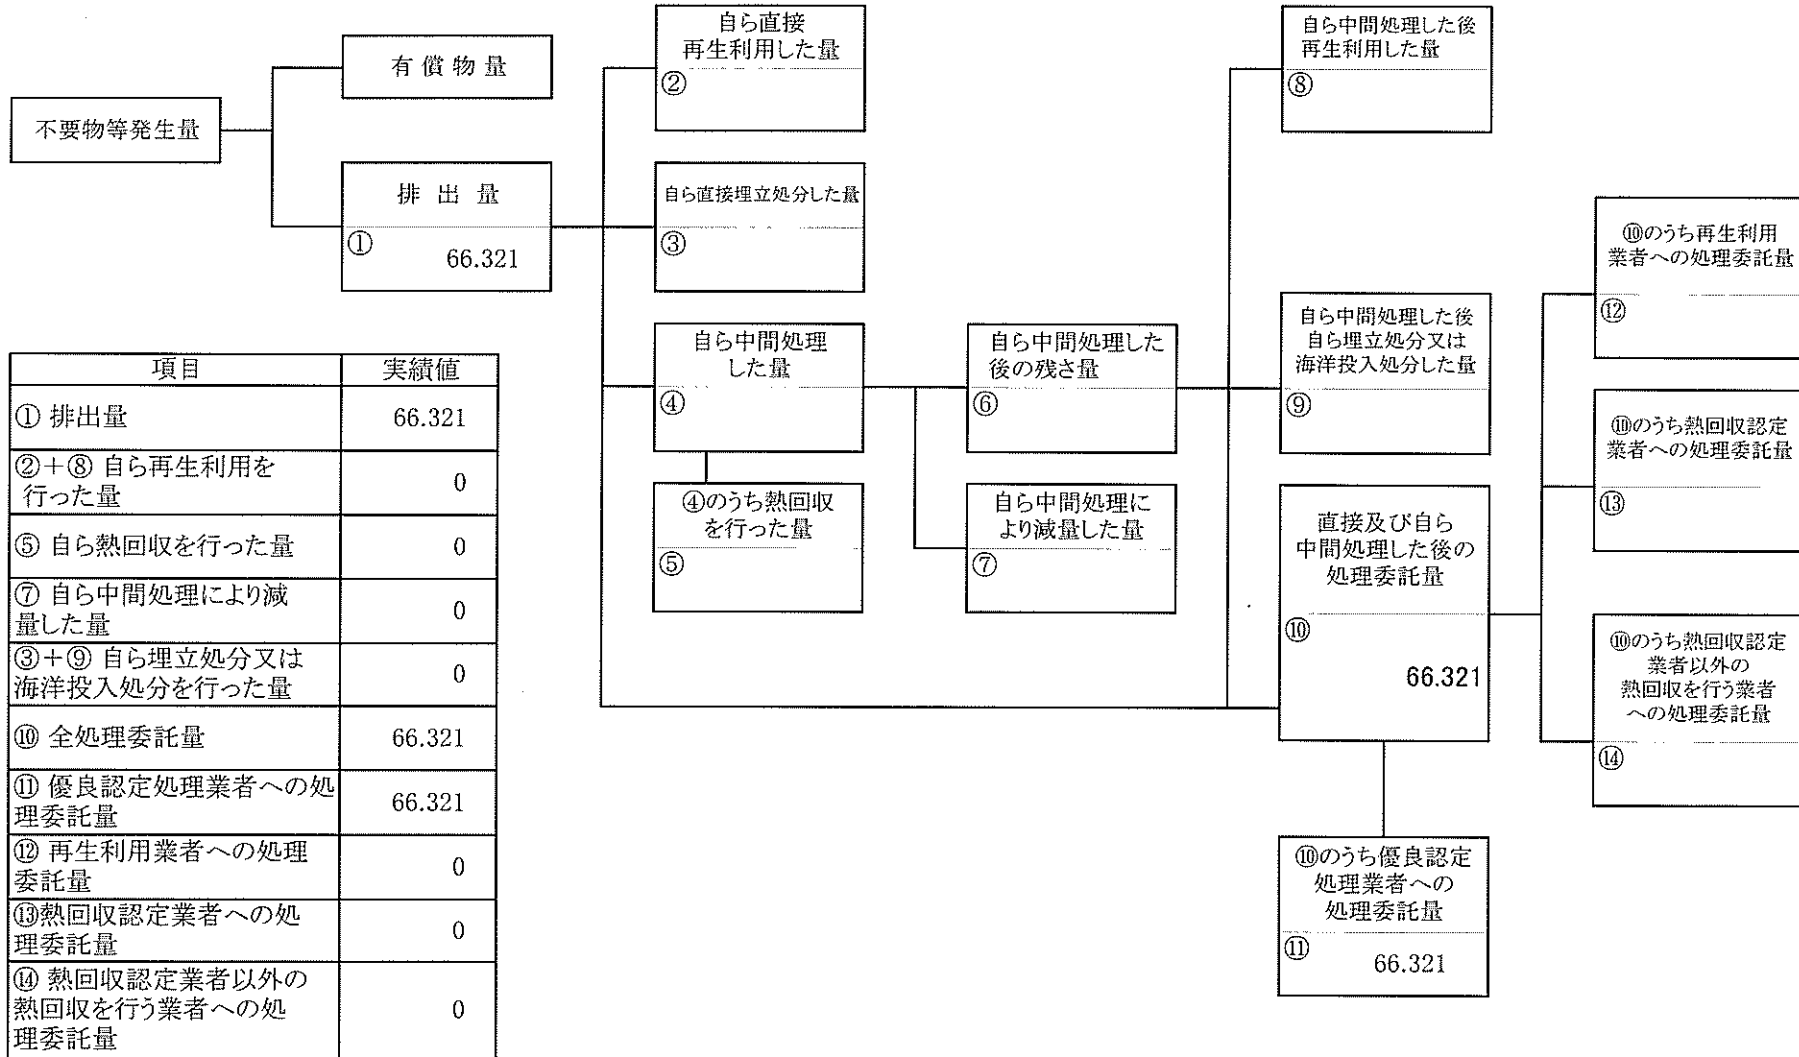 不要物等発生量
有 償 物 量
排 出 量
①
66.321
自ら直接
再生利用した量
②
自ら直接埋立処分した量
③
自ら中間処理
した量
④
④のうち熱回収
を行った量
⑤
自ら中間処理した
後の残さ量
⑥
自ら中間処理に
より減量した量
⑦
自ら中間処理した後
再生利用した量
⑧
自ら中間処理した後
自ら埋立処分又は
海洋投入処分した量
⑨
直接及び自ら
中間処理した後の
処理委託量
⑩
66.321
⑩のうち優良認定
処理業者への
処理委託量
⑪
66.321
⑩のうち再生利用
業者への処理委託量
⑫
⑩のうち熱回収認定
業者への処理委託量
⑬
⑩のうち熱回収認定
業者以外の
熱回収を行う業者
への処理委託量
⑭
項目 実績値
① 排出量 66.321
②+⑧ 自ら再生利用を
行った量 0
⑤ 自ら熱回収を行った量 0
⑦ 自ら中間処理により減
量した量 0
③+⑨ 自ら埋立処分又は
海洋投入処分を行った量 0
⑩ 全処理委託量 66.321
⑪ 優良認定処理業者への処
理委託量 66.321
⑫ 再生利用業者への処理
委託量 0
⑬熱回収認定業者への処
理委託量 0
⑭ 熱回収認定業者以外の
熱回収を行う業者への処
理委託量 0